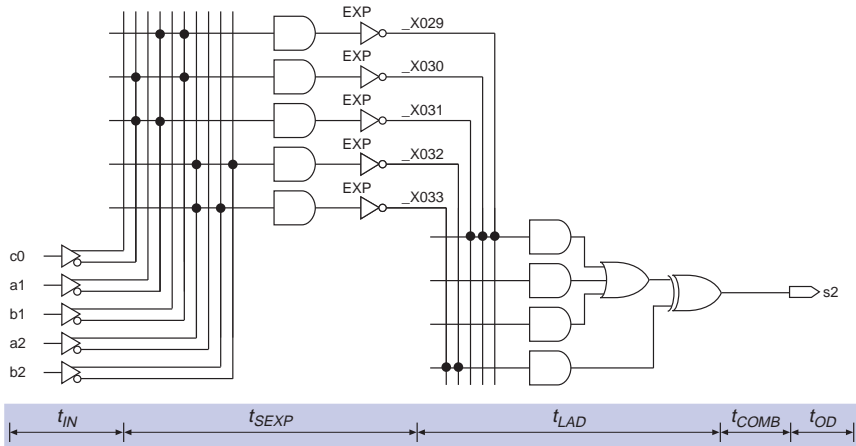 EXP
_X029
EXP
_X030
EXP
_X031
EXP
_X032
EXP
_X033
c0
a1
b1
a2
b2
s2
tIN
tSEXP
tLAD
tCOMB
tOD